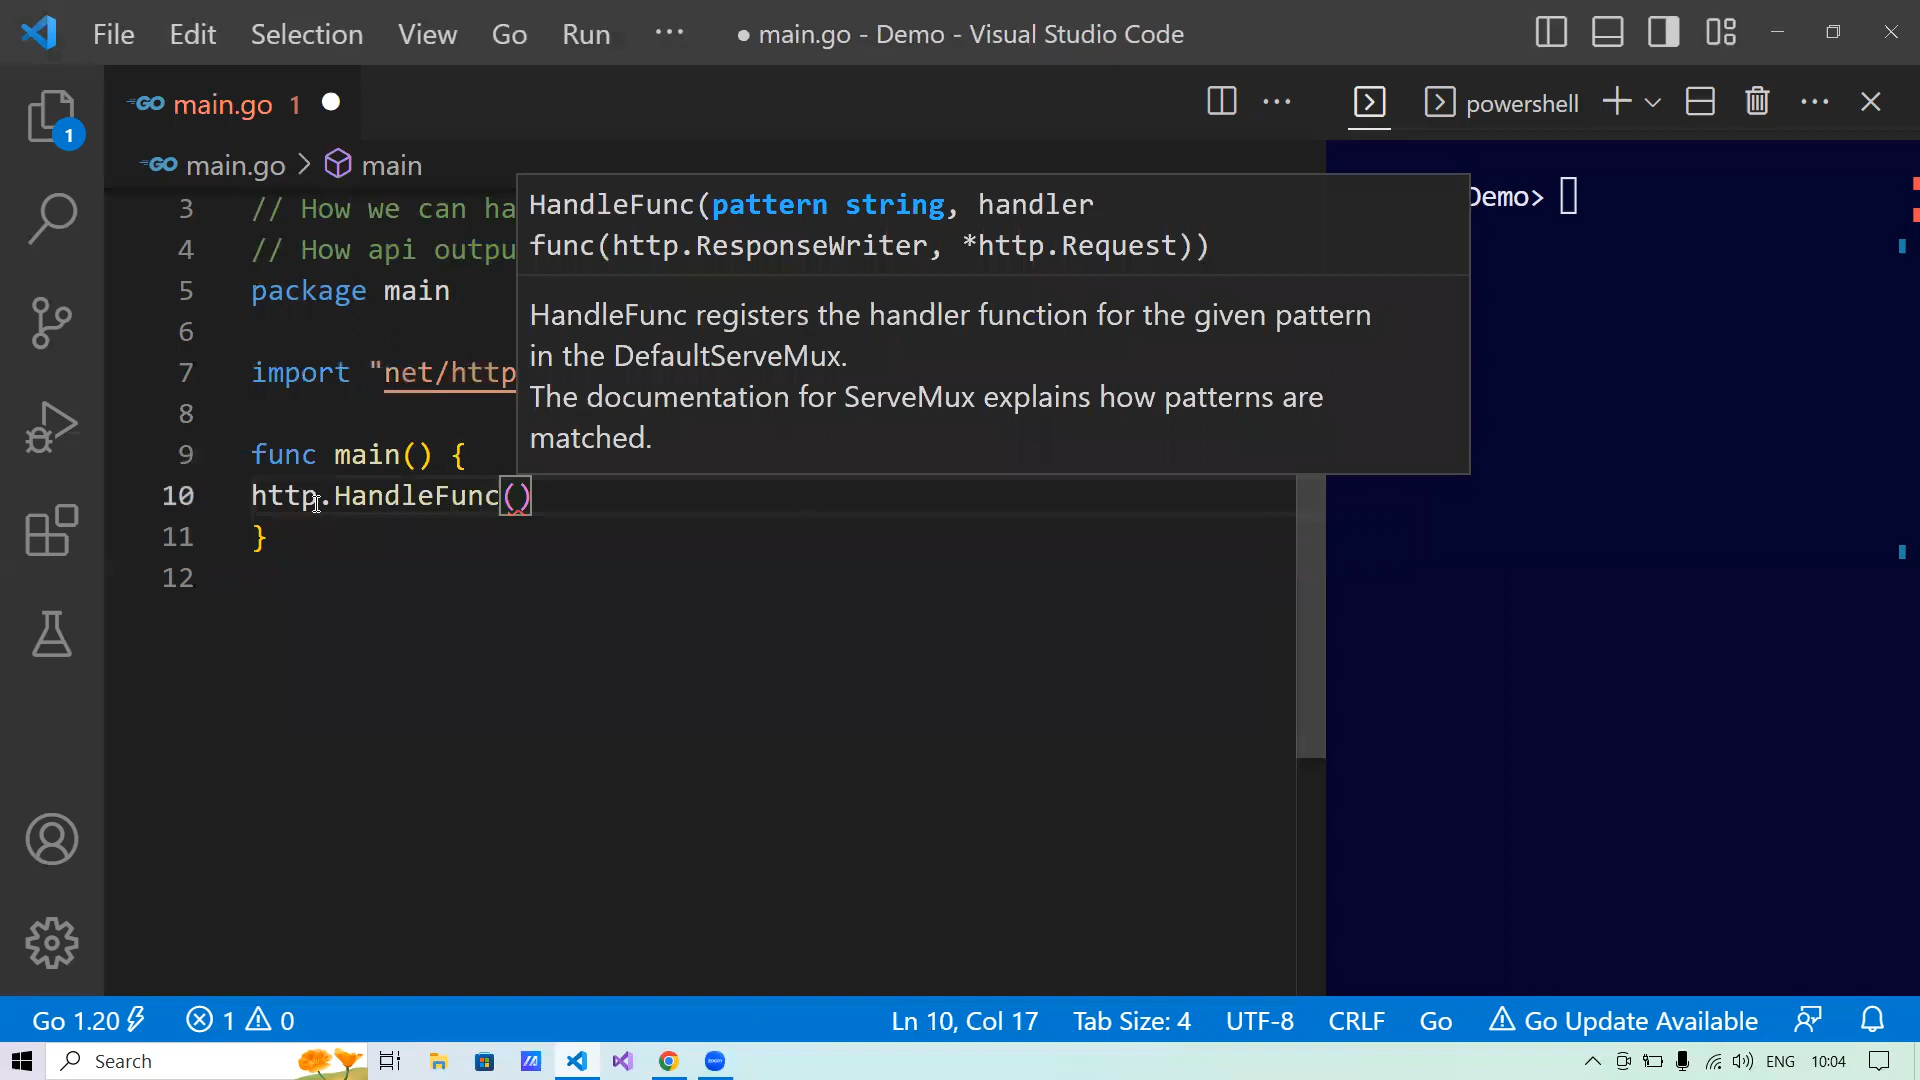 File Edit Selection View Go Run ··· ● main.go - Demo - Visual Studio Code
GO main.go 1
powershell
GO main.go > main
3 // How we can ha
4 // How api outpu
5 package main
6
7 import "net/http
8
9 func main() {
10 http.HandleFunc()
11 }
12
HandleFunc(pattern string, handler
func(http.ResponseWriter, *http.Request))
HandleFunc registers the handler function for the given pattern
in the DefaultServeMux.
The documentation for ServeMux explains how patterns are
matched.
Demo>
1
Go 1.20 1 0 Ln 10, Col 17 Tab Size: 4 UTF-8 CRLF Go Go Update Available
Search ENG 10:04
zoom